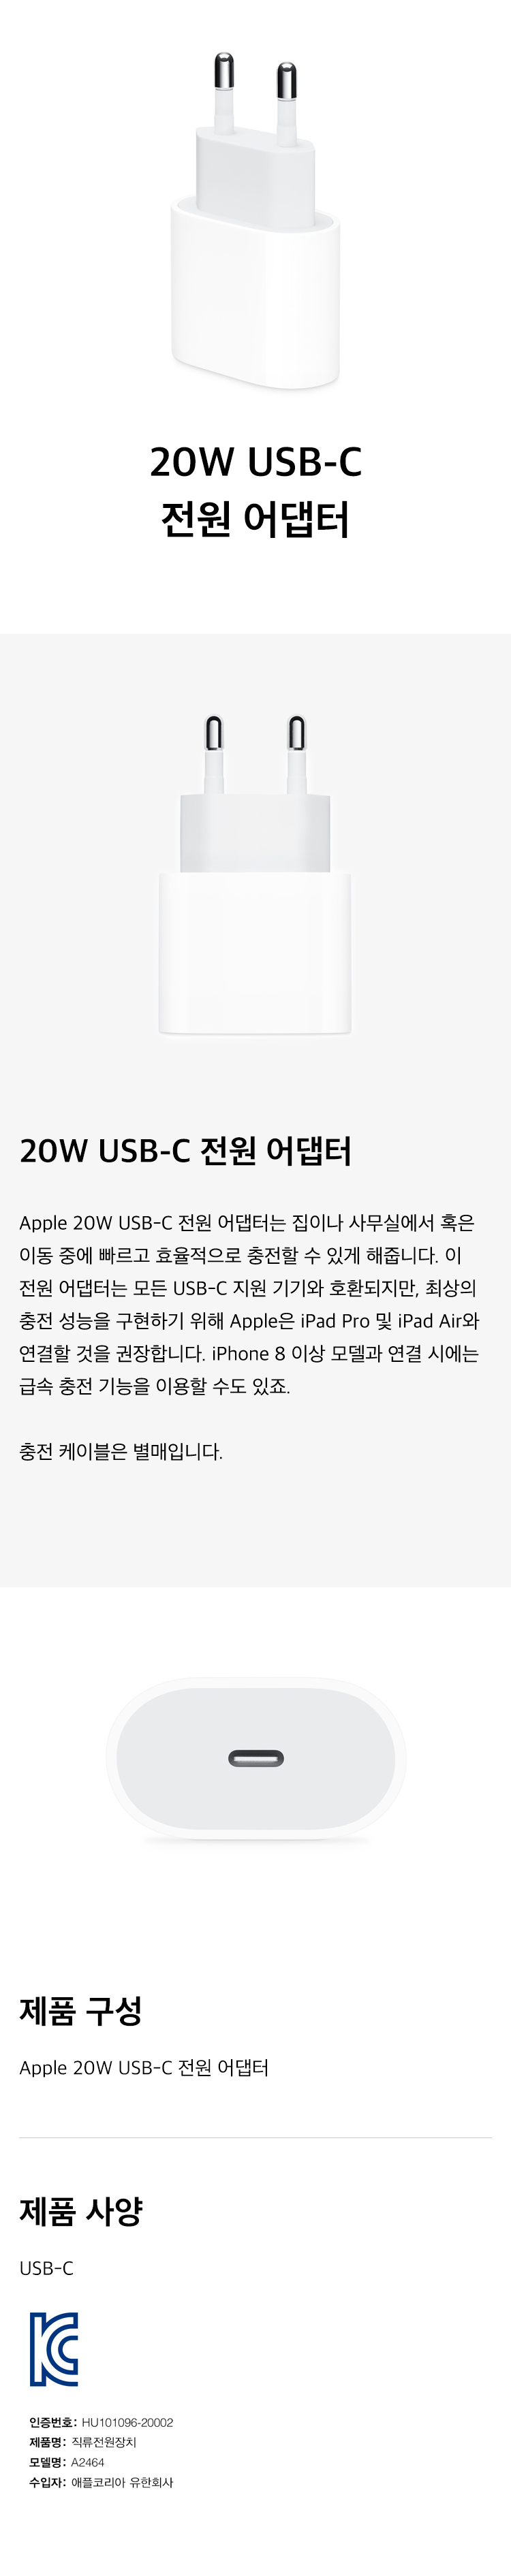 20W USB-C
전원 어댑터
20W USB-C 전원 어댑터
Apple 20W USB-C 전원 어댑터는 집이나 사무실에서 혹은
이동 중에 빠르고 효율적으로 충전할 수 있게 해줍니다. 이
전원 어댑터는 모든 USB-C 지원 기기와 호환되지만, 최상의
충전 성능을 구현하기 위해 Apple은 iPad Pro 및 iPad Air와
연결할 것을 권장합니다. iPhone 8 이상 모델과 연결 시에는
급속 충전 기능을 이용할 수도 있죠.
충전 케이블은 별매입니다.
제품 구성
Apple 20W USB-C 전원 어댑터
제품 사양
USB-C
인증번호: HU101096-20002
제품명: 직류전원장치
모델명: A2464
수입자: 애플코리아 유한회사